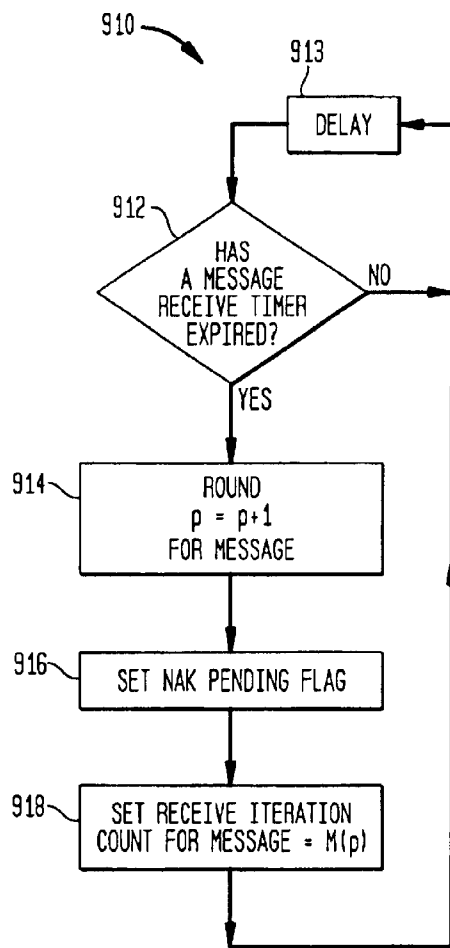 910
913
DELAY
912
HAS
A MESSAGE
RECEIVE TIMER
EXPIRED?
NO
YES
914
ROUND
p = p+1
FOR MESSAGE
916
SET NAK PENDING FLAG
918
SET RECEIVE ITERATION
COUNT FOR MESSAGE = M(p)